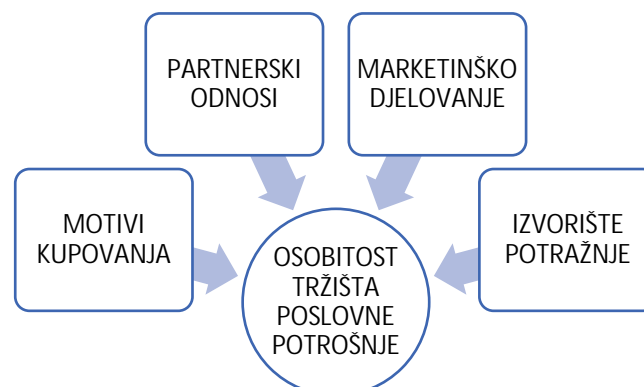 PARTNERSKI
ODNOSI
MARKETINŠKO
DJELOVANJE
MOTIVI
KUPOVANJA
IZVORIŠTE
POTRAŽNJE
OSOBITOST
TRŽIŠTA
POSLOVNE
POTROŠNJE